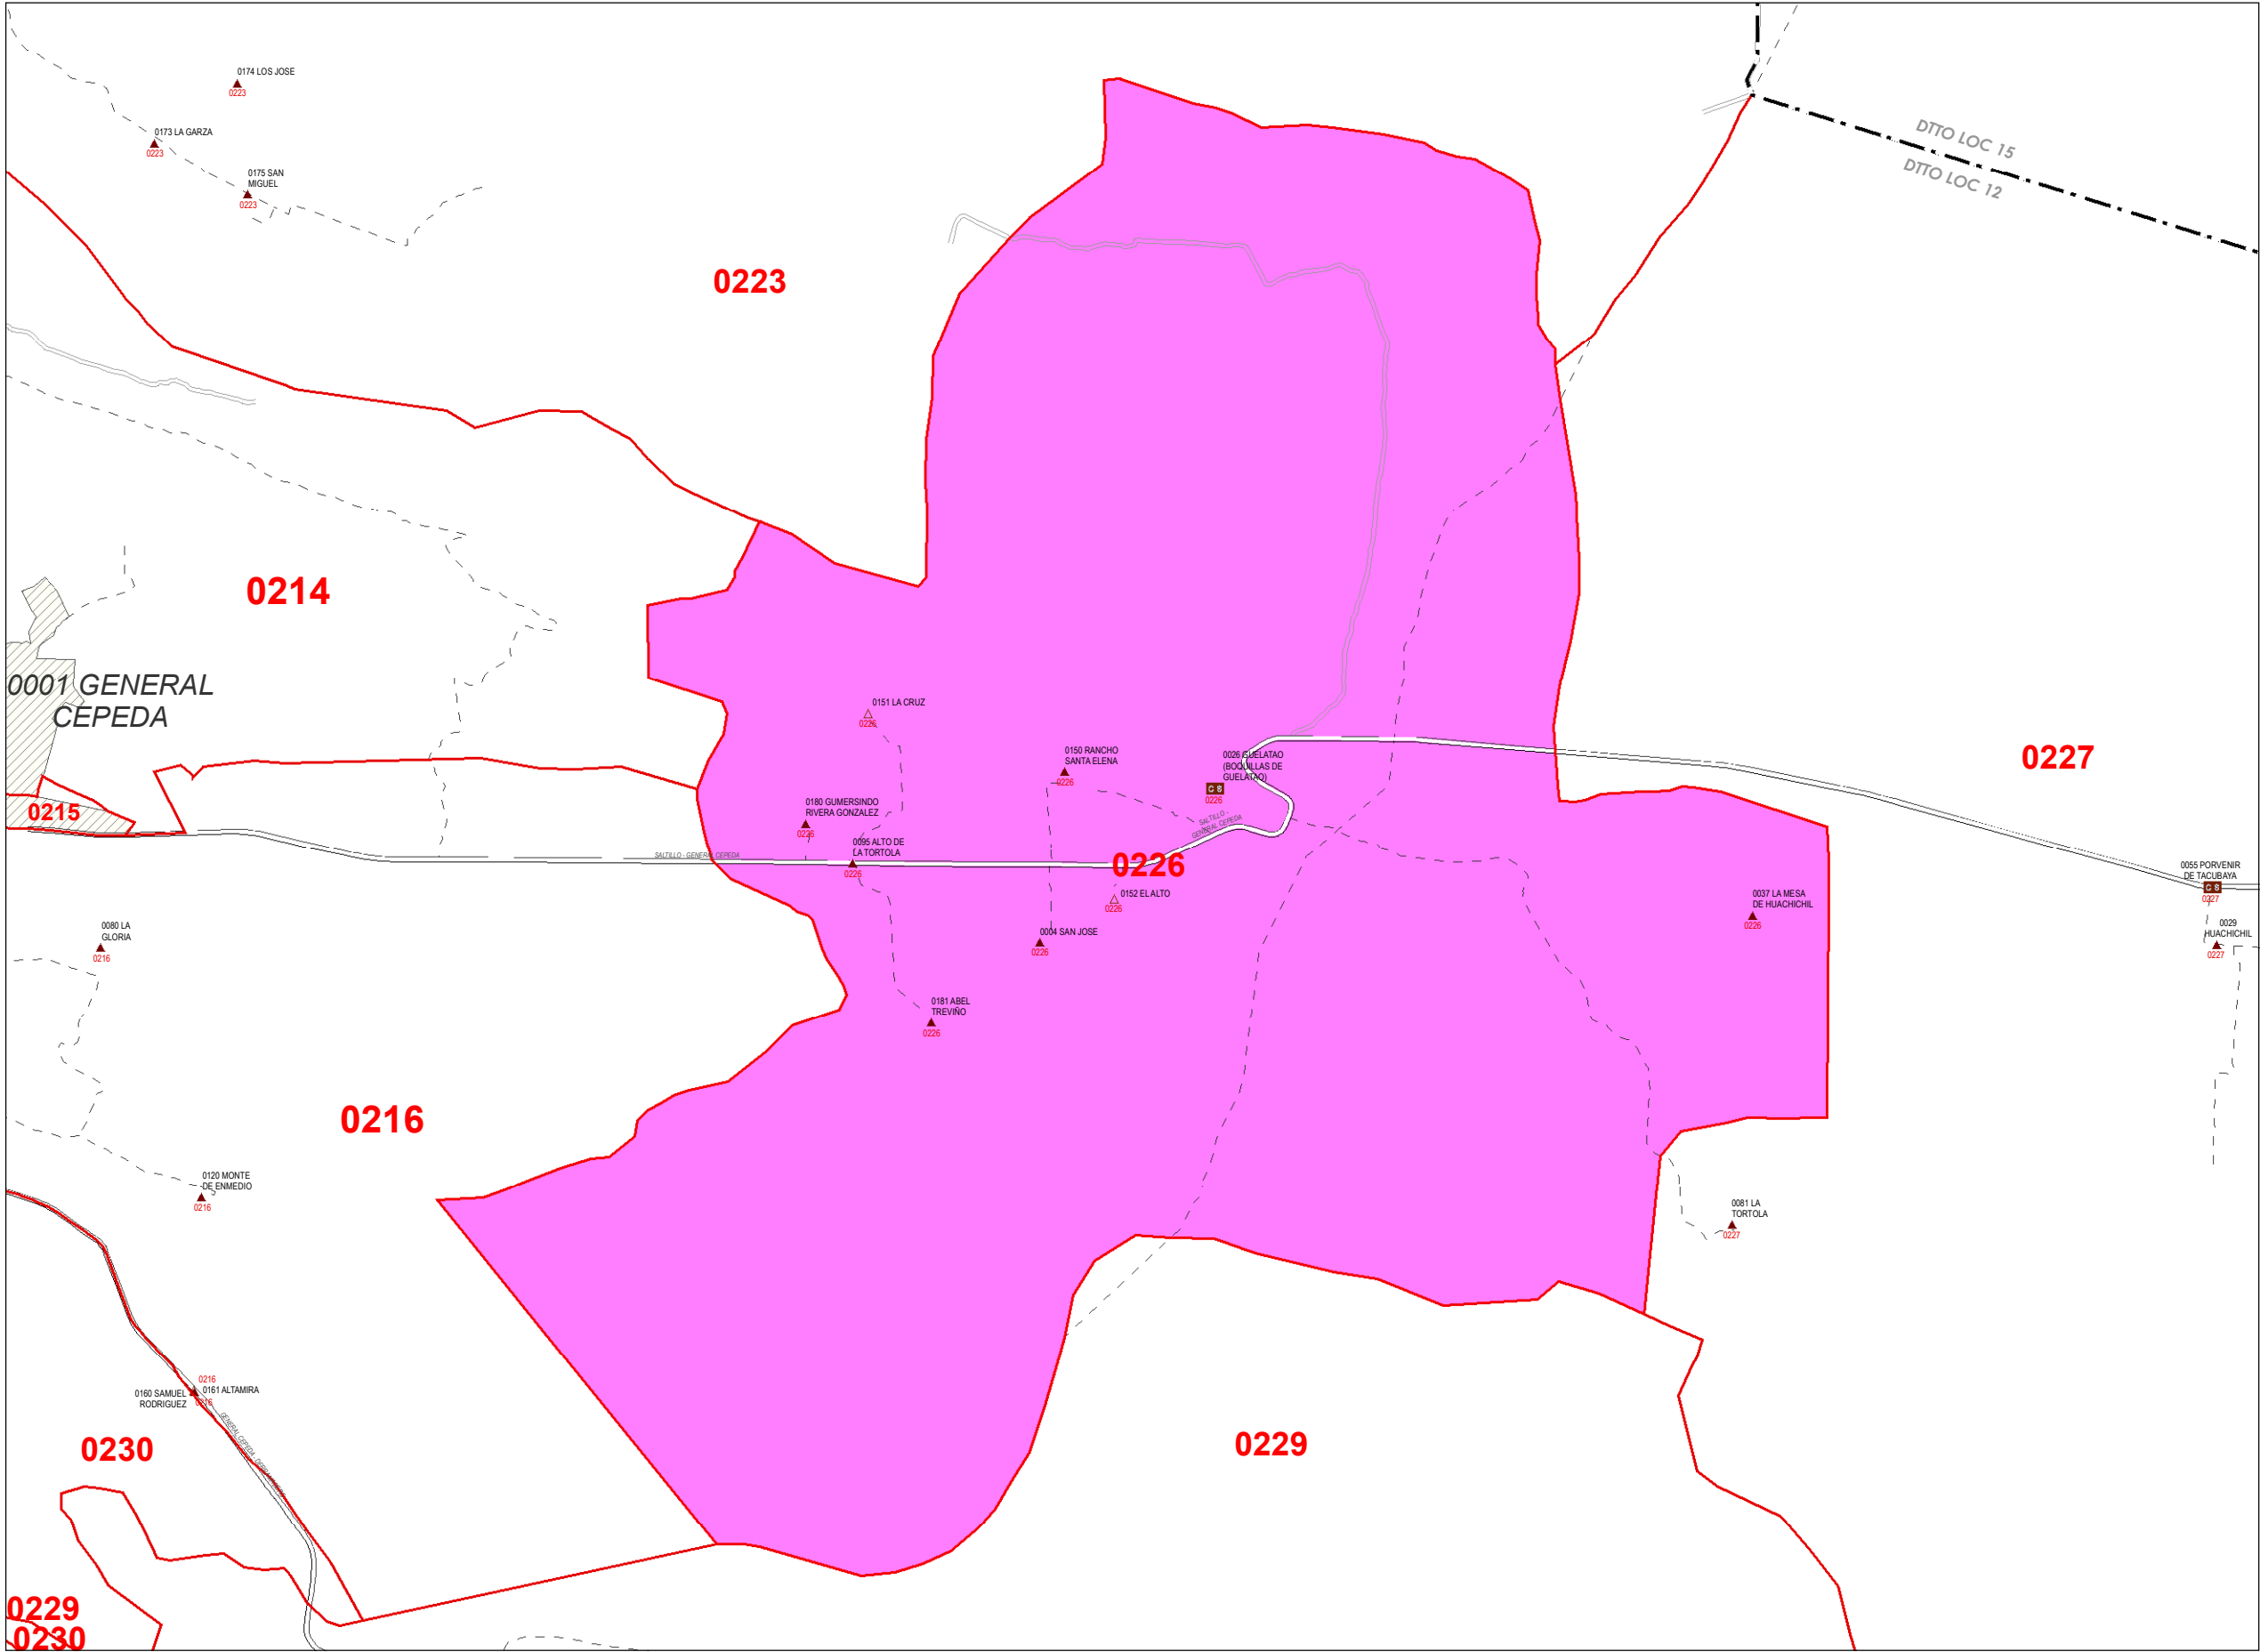 0174 LOS JOSE
0223
DTTO LOC 15
DTTO LOC 12
0173 LA GARZA
0223
0175 SAN
MIGUEL
0223
0223
0214
0001 GENERAL
CEPEDA
0151 LA CRUZ
0226
0150 RANCHO
SANTA ELENA
0226
0026 GUELATAO
(BOQUILLAS DE
GUELATAO)
C S
0226
0227
0180 GUMERSINDO
RIVERA GONZALEZ
0226
0215
SALTILLO -
GENERAL CEPEDA
0095 ALTO DE
LA TORTOLA
0226
SALTILLO - GENERAL CEPEDA
0226
0055 PORVENIR
DE TACUBAYA
C S
0227
0152 EL ALTO
0226
0037 LA MESA
DE HUACHICHIL
0226
0029
HUACHICHIL
0227
0080 LA
GLORIA
0216
0004 SAN JOSE
0226
0181 ABEL
TREVIÑO
0226
0216
0120 MONTE
DE ENMEDIO
0216
0081 LA
TORTOLA
0227
0216
0161 ALTAMIRA
0160 SAMUEL
RODRIGUEZ
0216
0230
0229
0229
0230